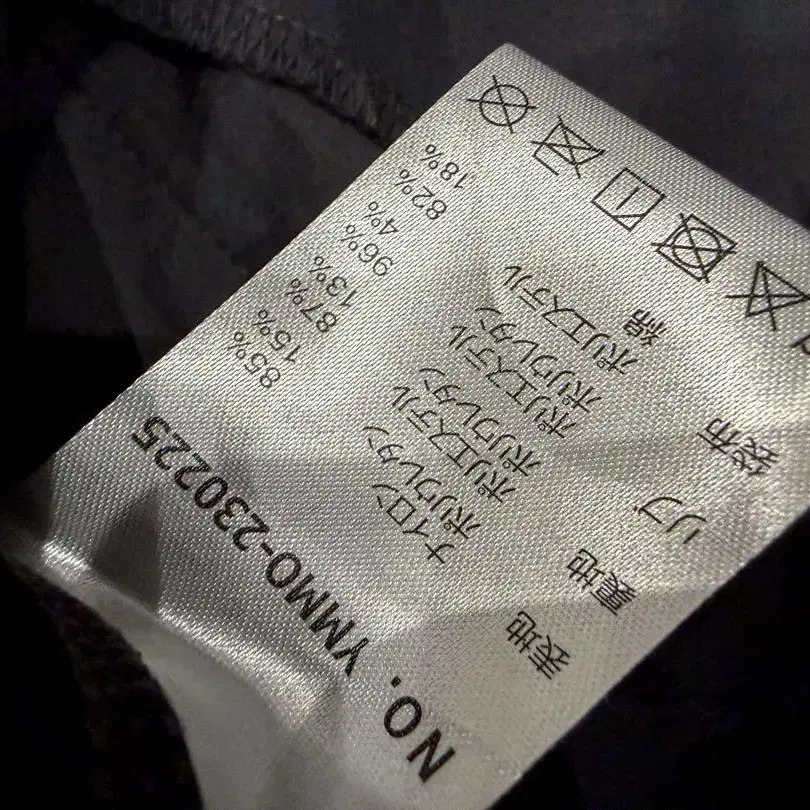 NO. YMMO-230225
表地 ナイロン 85%
ポリウレタン 15%
裏地 ポリエステル 87%
ポリウレタン 13%
リブ ポリエステル 96%
ポリウレタン 4%
袋布 ポリエステル 82%
綿 18%